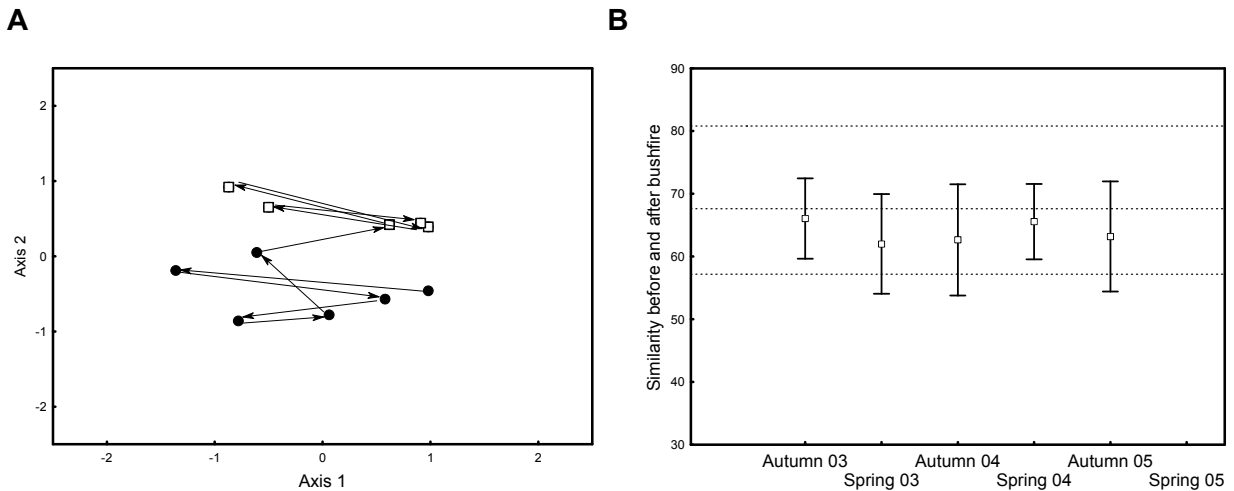 A
B
2
1
0
-1
-2
Axis 2
-2
-1
0
1
2
Axis 1
90
80
70
60
50
40
30
Similarity before and after bushfire
Autumn 03
Autumn 04
Autumn 05
Spring 03
Spring 04
Spring 05